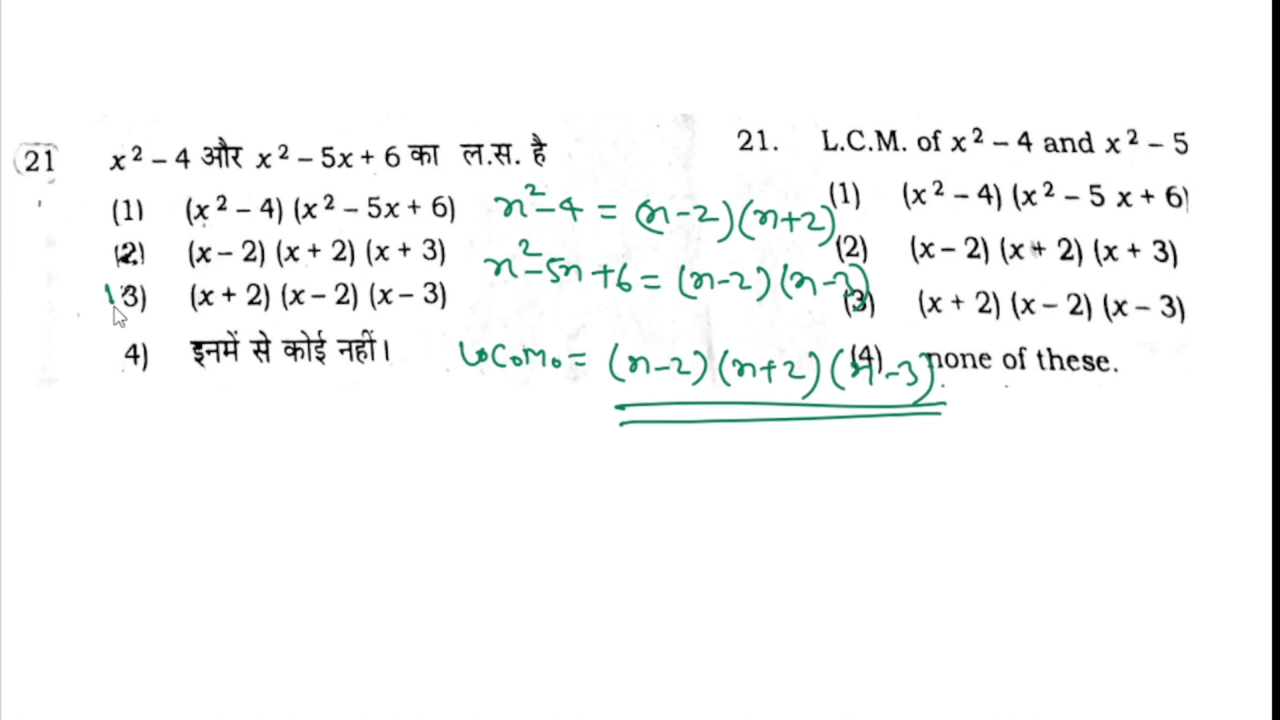 21 x² – 4 और x² – 5x + 6 का ल.स. है
(1) (x² – 4) (x² – 5x + 6)
(2) (x – 2) (x + 2) (x + 3)
3) (x + 2) (x – 2) (x – 3)
4) इनमें से कोई नहीं।
x²-4 = (x-2)(x+2)
x²-5x+6 = (x-2)(x-3)
L.C.M. = (x-2)(x+2)(x-3)
21. L.C.M. of x² – 4 and x² – 5
(1) (x² – 4) (x² – 5 x + 6)
(2) (x – 2) (x + 2) (x + 3)
(3) (x + 2) (x – 2) (x – 3)
(4) none of these.